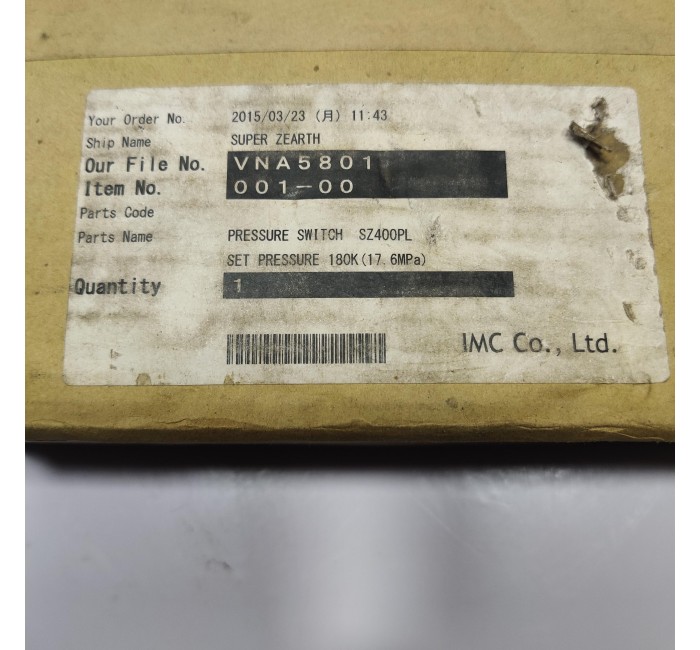 Your Order No. 2015/03/23 (月) 11:43
Ship Name SUPER ZEARTH
Our File No. VNA5801
Item No. 001-00
Parts Code
Parts Name PRESSURE SWITCH SZ400PL
SET PRESSURE 180K(17.6MPa)
Quantity 1
IMC Co., Ltd.